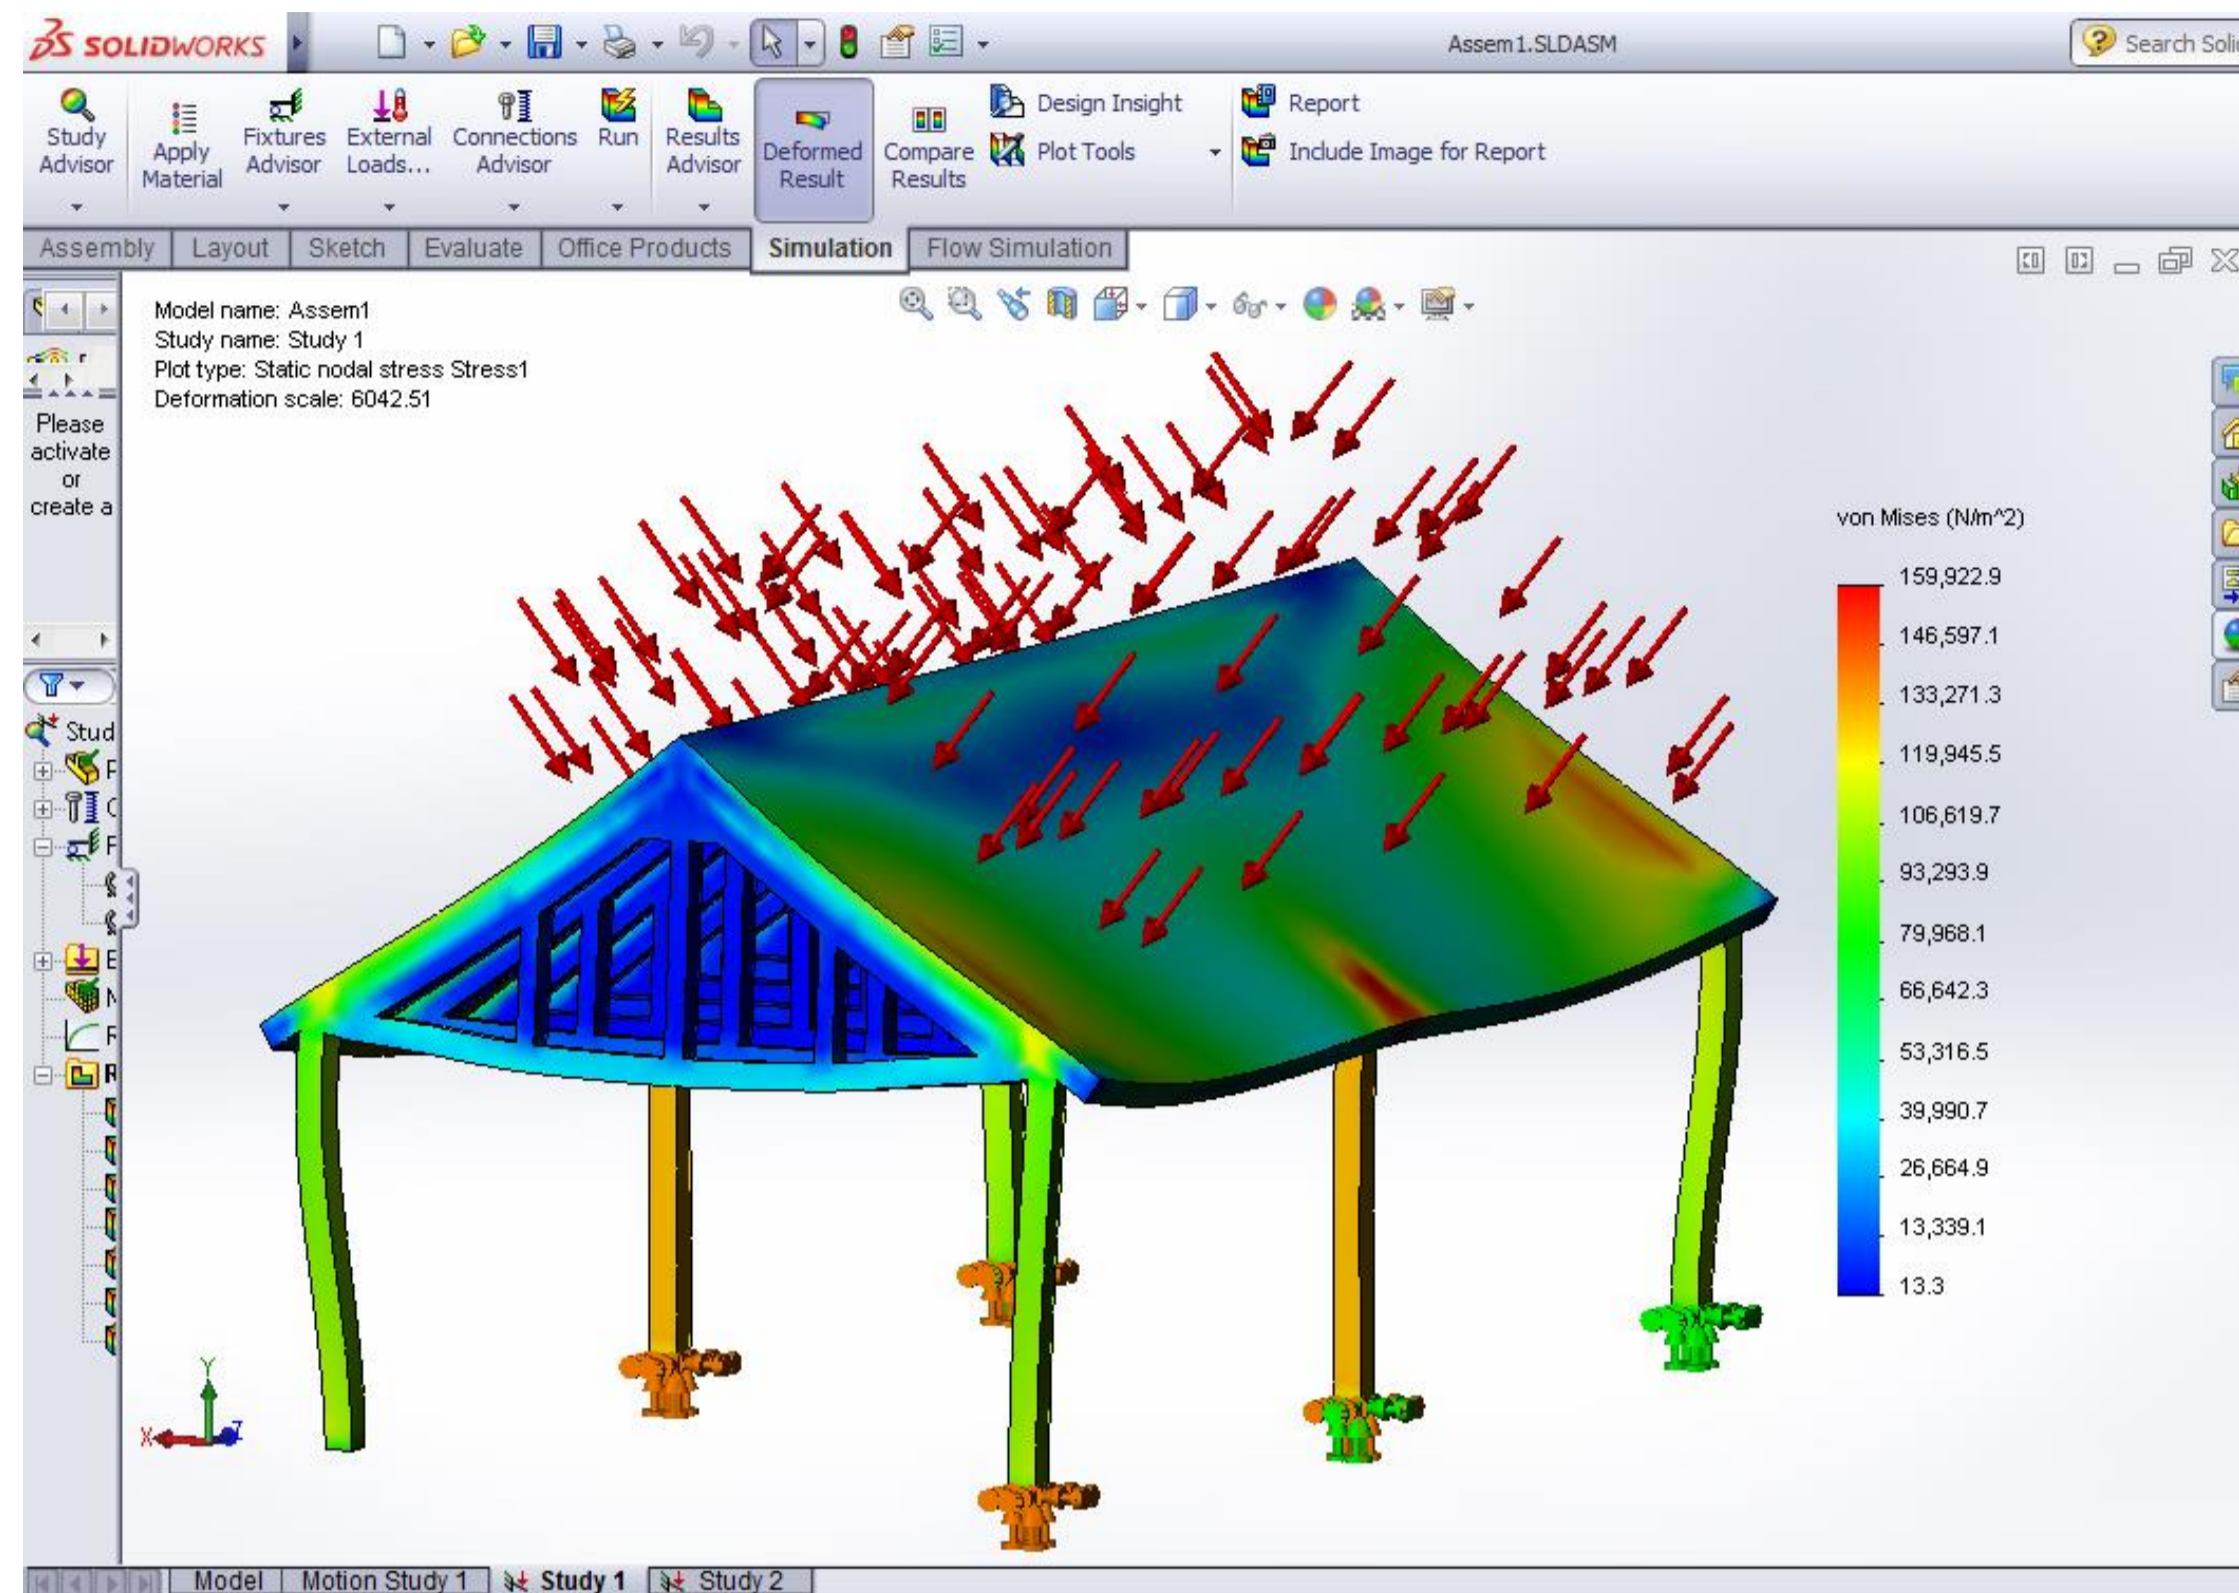 SOLIDWORKS
Assem1.SLDASM
Search Soli
Study Advisor
Apply Material
Fixtures Advisor
External Loads...
Connections Advisor
Run
Results Advisor
Deformed Result
Compare Results
Design Insight
Plot Tools
Report
Include Image for Report
Assembly Layout Sketch Evaluate Office Products Simulation Flow Simulation
Model name: Assem1
Study name: Study 1
Plot type: Static nodal stress Stress1
Deformation scale: 6042.51
Please
activate
or
create a
Stud
P
C
F
E
N
R
R
von Mises (N/m^2)
159,922.9
146,597.1
133,271.3
119,945.5
106,619.7
93,293.9
79,968.1
66,642.3
53,316.5
39,990.7
26,664.9
13,339.1
13.3
Y
X
Z
Model Motion Study 1 Study 1 Study 2